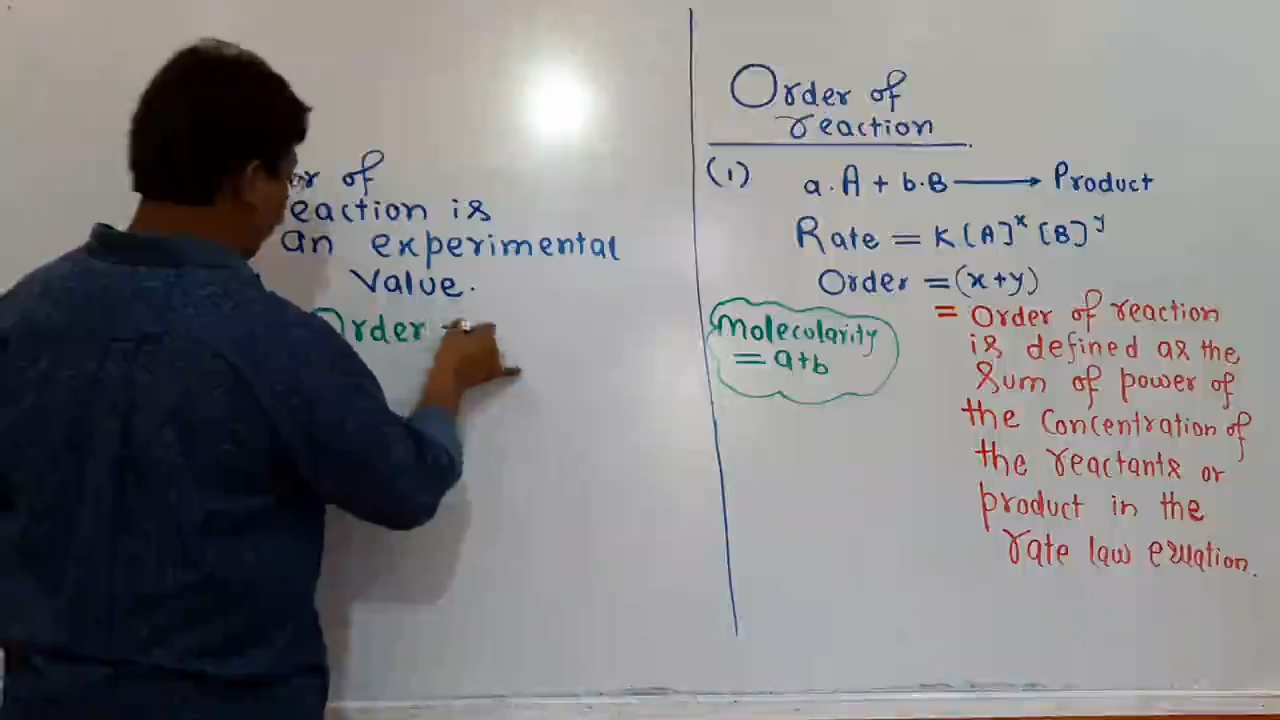 of
eaction is
an experimental
Value.
Order
Order of
reaction
(1) a.A + b.B → Product
Rate = K[A]ˣ [B]ʸ
Order = (x+y)
= Order of reaction
is defined as the
Sum of power of
the Concentration of
the reactants or
product in the
rate law equation.
Molecularity
= a+b